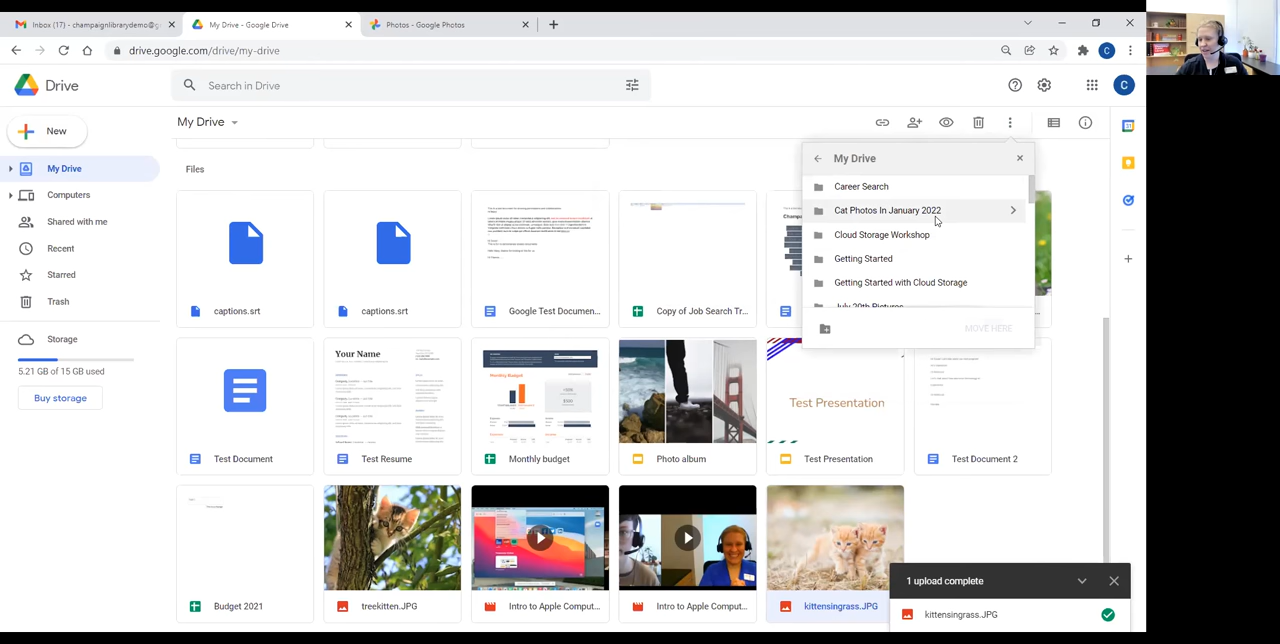 Inbox (17) - champaignlibrarydemo@g
My Drive - Google Drive
Photos - Google Photos
drive.google.com/drive/my-drive
C
Drive
Search in Drive
C
New
My Drive
My Drive
My Drive
Computers
Shared with me
Recent
Starred
Trash
Storage
5.21 GB of 15 GB used
Buy storage
Files
Career Search
Cat Photos In January 2022
Cloud Storage Workshop
Getting Started
Getting Started with Cloud Storage
July 20th Pictures
MOVE HERE
captions.srt
captions.srt
Google Test Documen...
Copy of Job Search Tr...
Your Name
Monthly Budget
Test Presentation
Test Document
Test Resume
Monthly budget
Photo album
Test Presentation
Test Document 2
Budget 2021
treekitten.JPG
Intro to Apple Comput...
Intro to Apple Comput...
kittensingrass.JPG
1 upload complete
kittensingrass.JPG